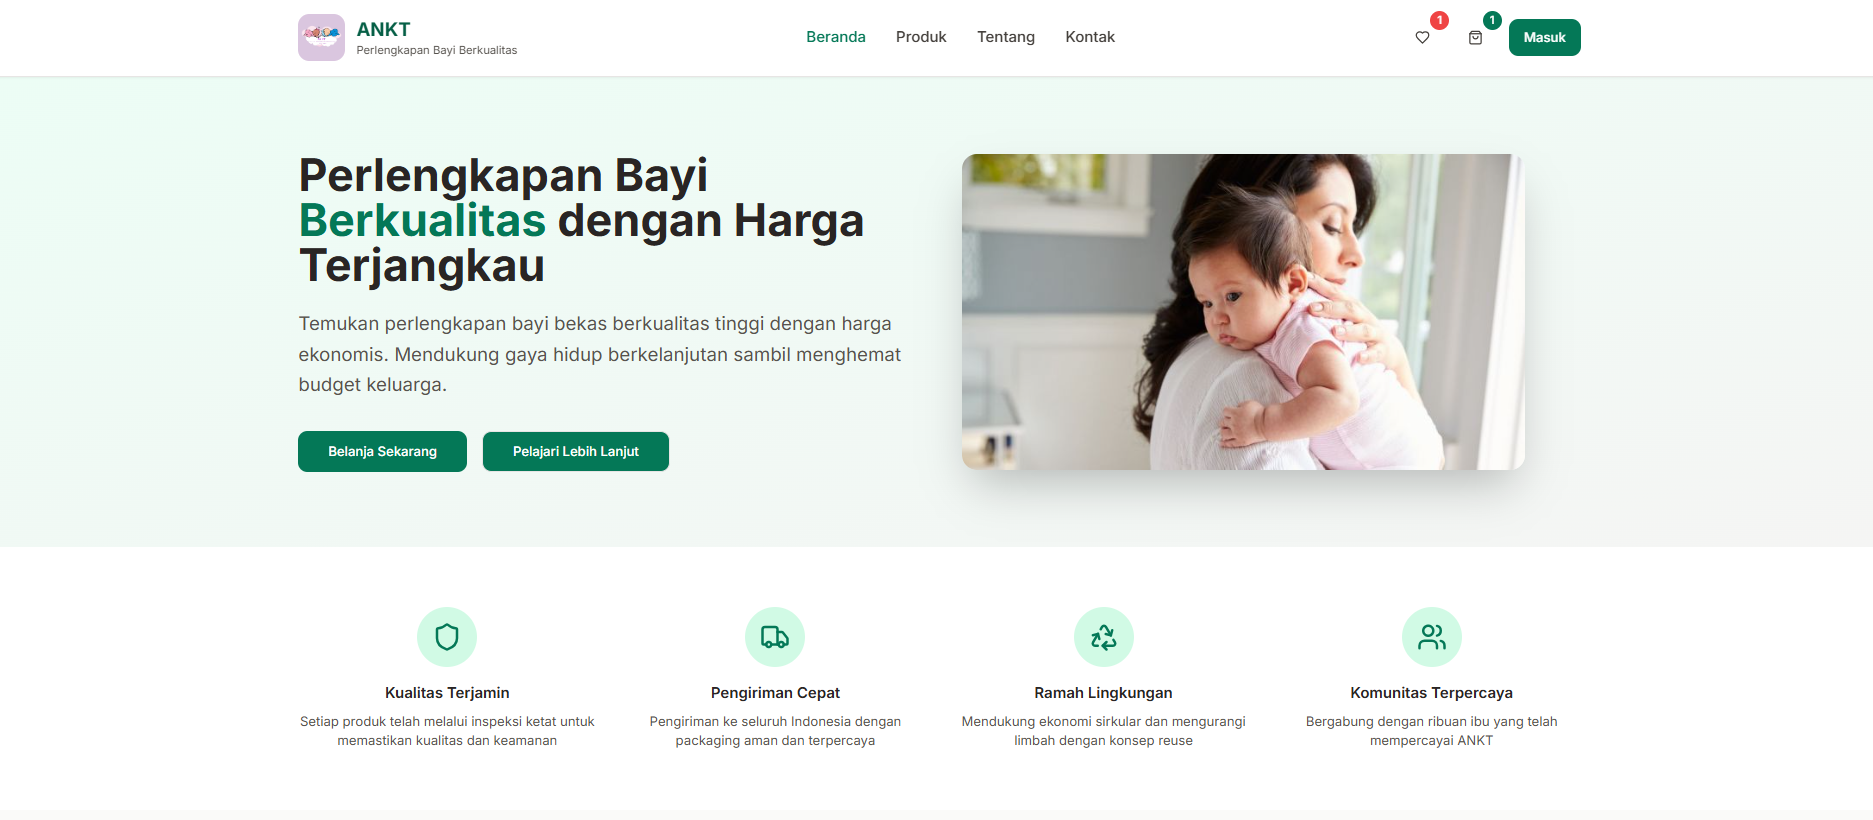 ANKT
Perlengkapan Bayi Berkualitas
Beranda
Produk
Tentang
Kontak
1
1
Masuk
Perlengkapan Bayi
Berkualitas dengan Harga
Terjangkau
Temukan perlengkapan bayi bekas berkualitas tinggi dengan harga
ekonomis. Mendukung gaya hidup berkelanjutan sambil menghemat
budget keluarga.
Belanja Sekarang
Pelajari Lebih Lanjut
Kualitas Terjamin
Setiap produk telah melalui inspeksi ketat untuk
memastikan kualitas dan keamanan
Pengiriman Cepat
Pengiriman ke seluruh Indonesia dengan
packaging aman dan terpercaya
Ramah Lingkungan
Mendukung ekonomi sirkular dan mengurangi
limbah dengan konsep reuse
Komunitas Terpercaya
Bergabung dengan ribuan ibu yang telah
mempercayai ANKT